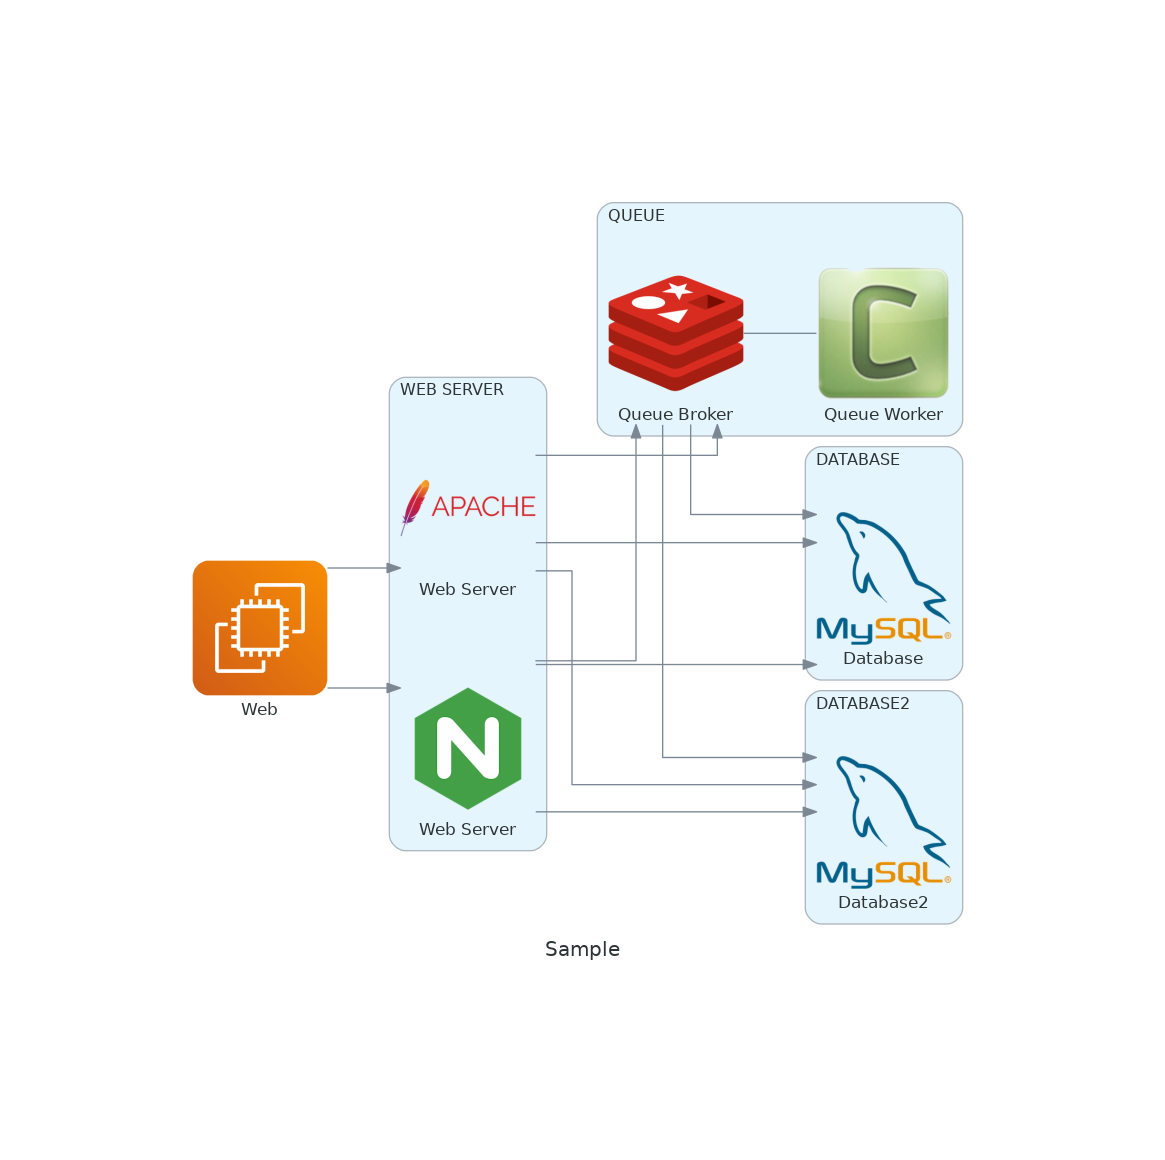 QUEUE
Queue Broker
Queue Worker
WEB SERVER
APACHE
Web Server
Web
N
Web Server
DATABASE
MySQL®
Database
DATABASE2
MySQL®
Database2
Sample
C